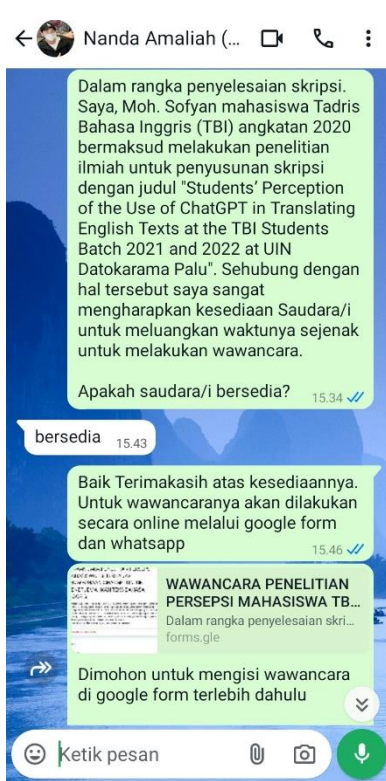 Nanda Amaliah (...
Dalam rangka penyelesaian skripsi.
Saya, Moh. Sofyan mahasiswa Tadris
Bahasa Inggris (TBI) angkatan 2020
bermaksud melakukan penelitian
ilmiah untuk penyusunan skripsi
dengan judul "Students' Perception
of the Use of ChatGPT in Translating
English Texts at the TBI Students
Batch 2021 and 2022 at UIN
Datokarama Palu". Sehubung dengan
hal tersebut saya sangat
mengharapkan kesediaan Saudara/i
untuk meluangkan waktunya sejenak
untuk melakukan wawancara.
Apakah saudara/i bersedia?
15.34
bersedia 15.43
Baik Terimakasih atas kesediaannya.
Untuk wawancaranya akan dilakukan
secara online melalui google form
dan whatsapp
15.46
WAWANCARA PENELITIAN
PERSEPSI MAHASISWA TB...
Dalam rangka penyelesaian skri...
forms.gle
Dimohon untuk mengisi wawancara
di google form terlebih dahulu
Ketik pesan